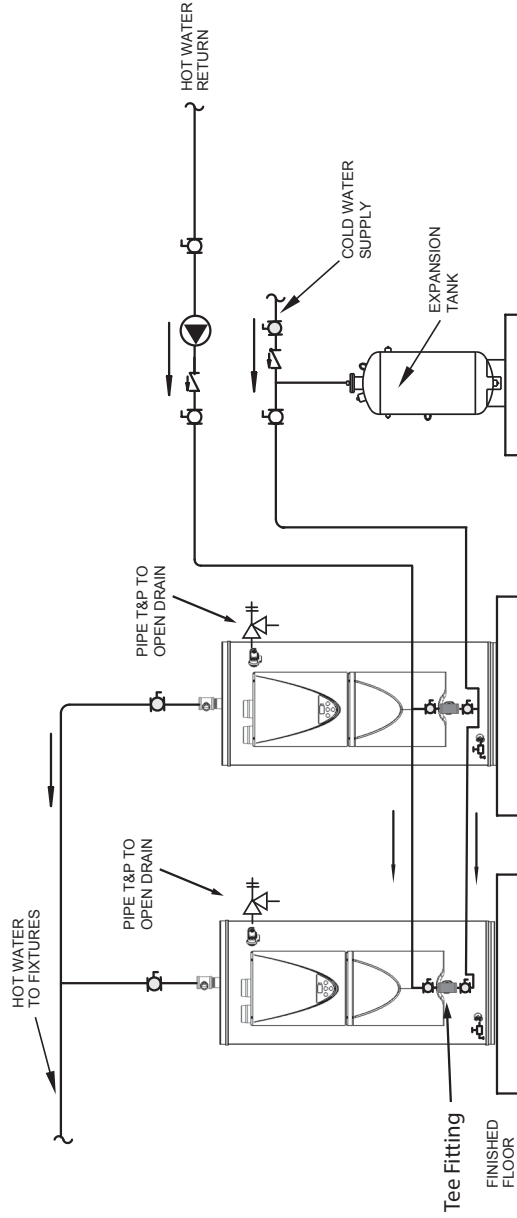 HOT WATER
TO FIXTURES
PIPE T&P TO
OPEN DRAIN
PIPE T&P TO
OPEN DRAIN
HOT WATER
RETURN
COLD WATER
SUPPLY
EXPANSION
TANK
Tee Fitting
FINISHED
FLOOR